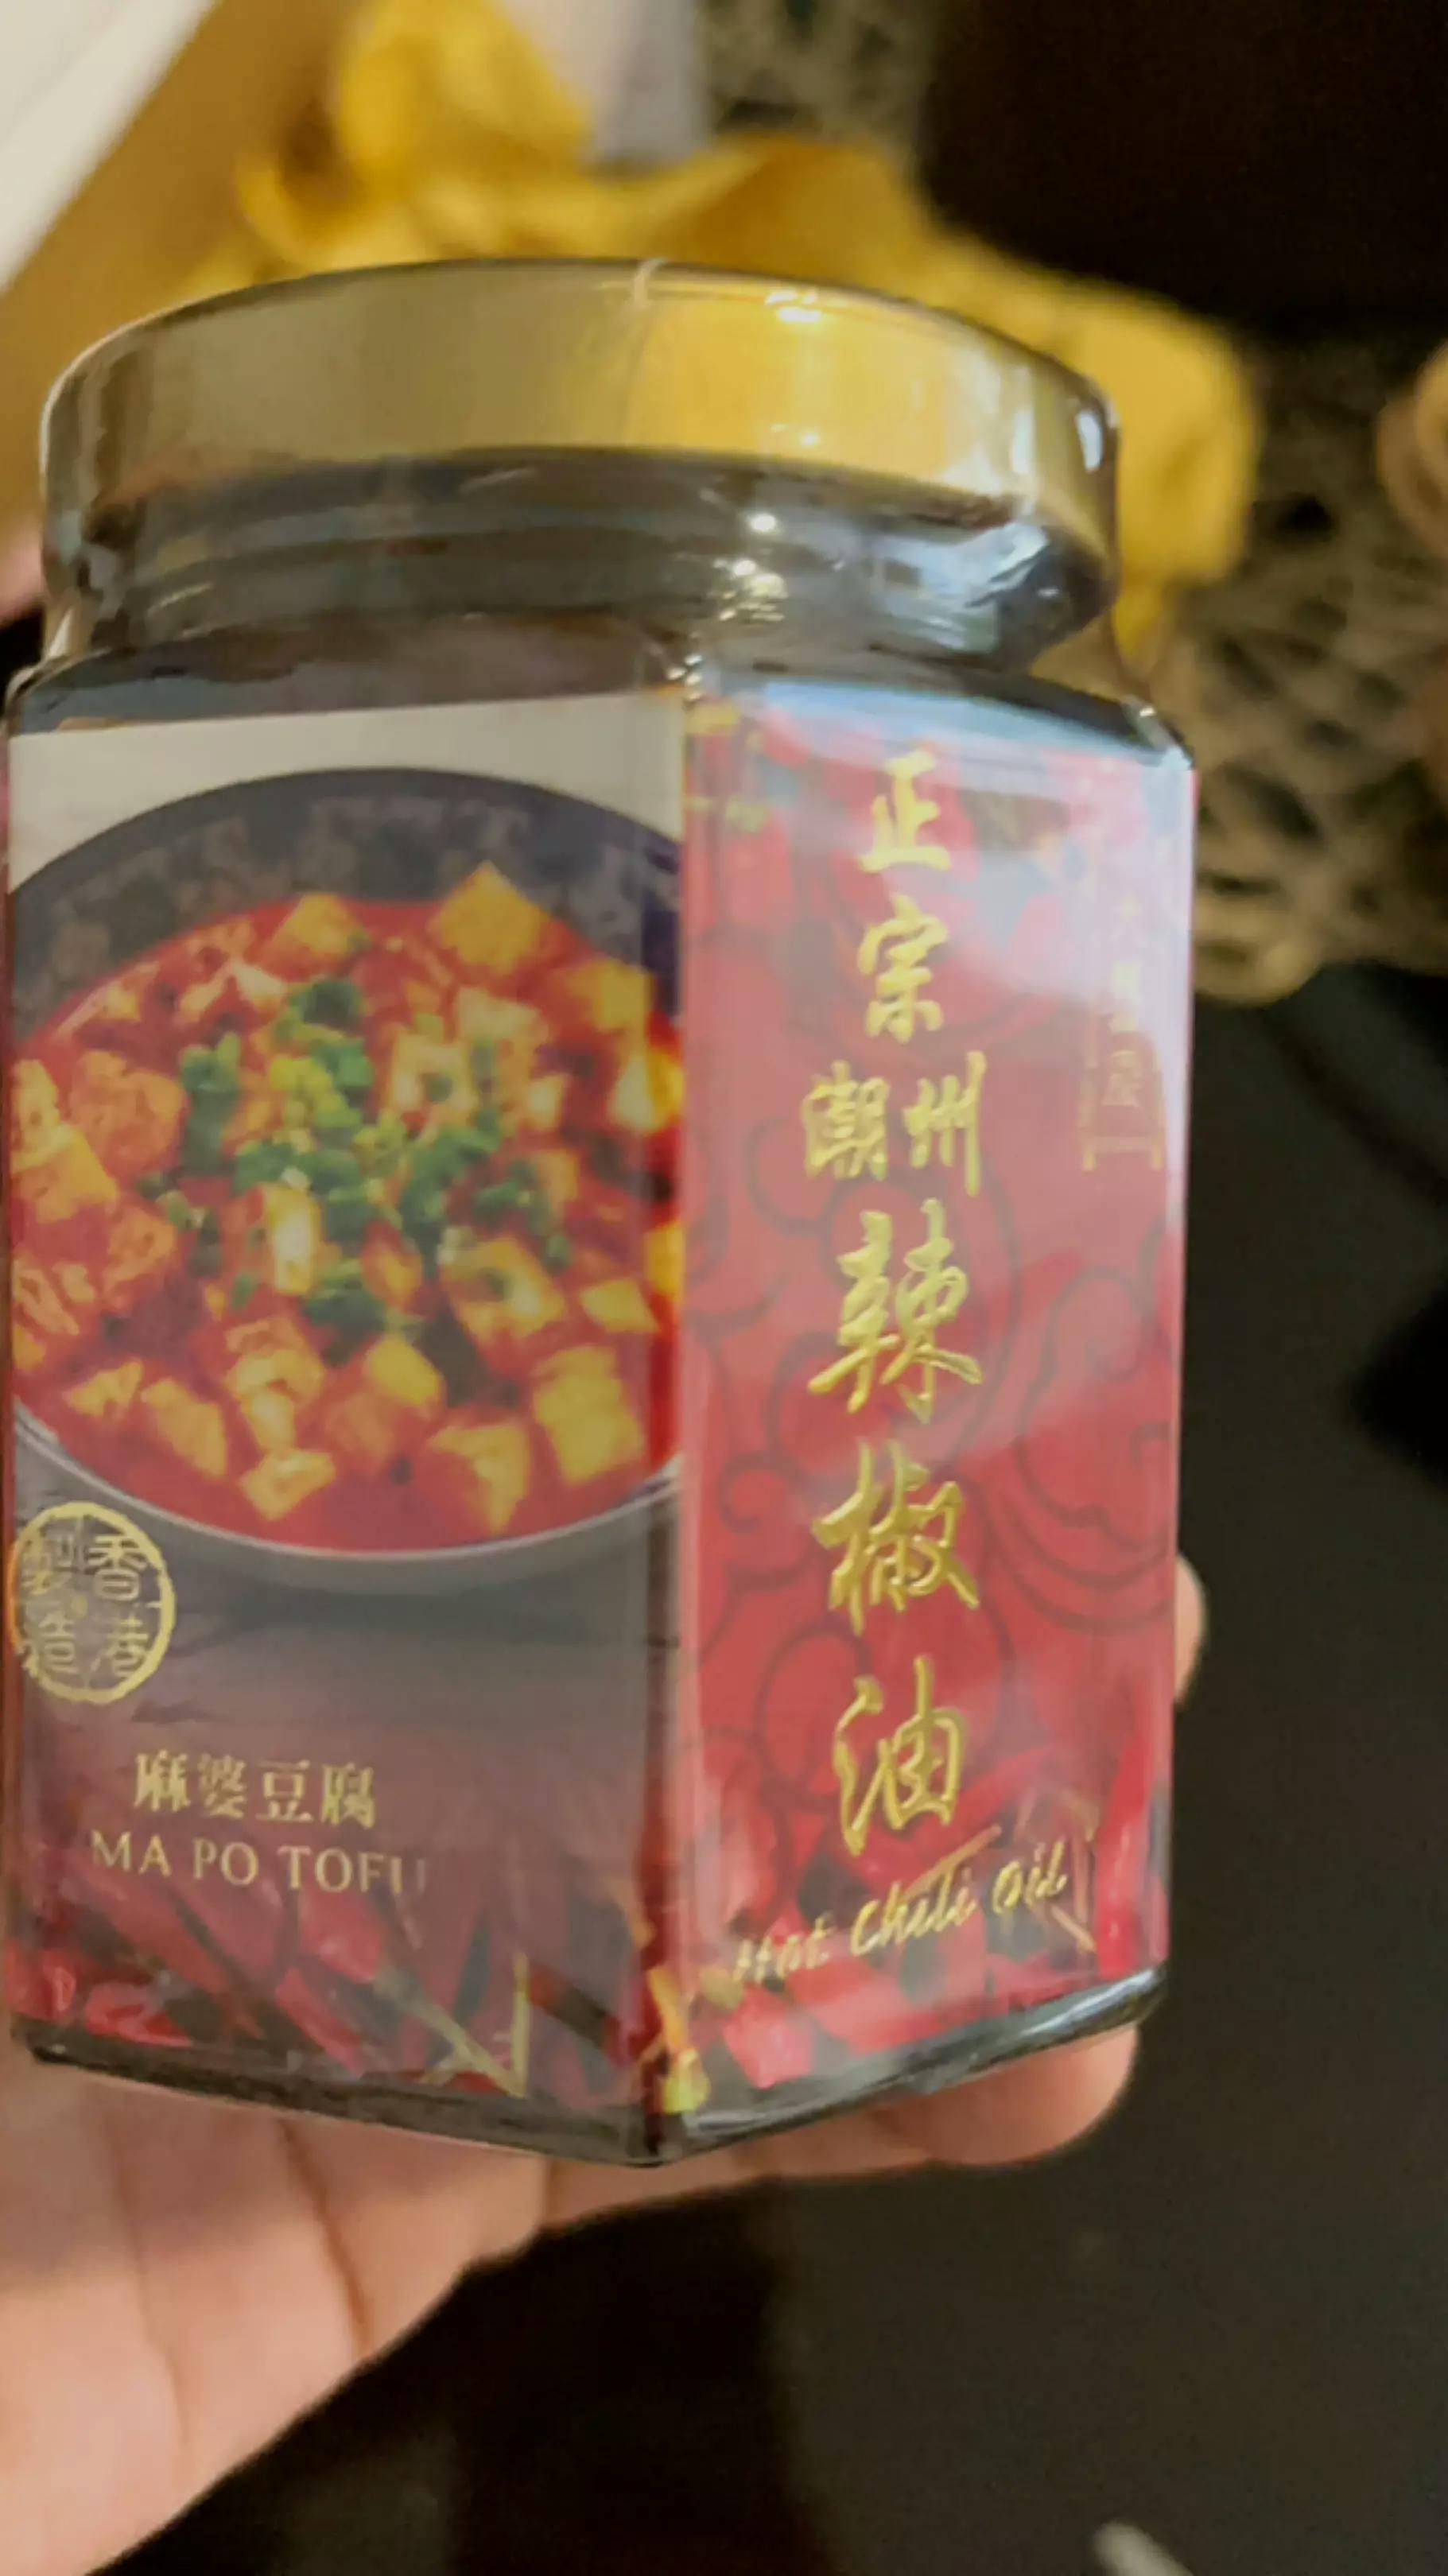 香港
製造
麻婆豆腐
MA PO TOFU
正宗
潮州
辣椒油
Hot Chili Oil